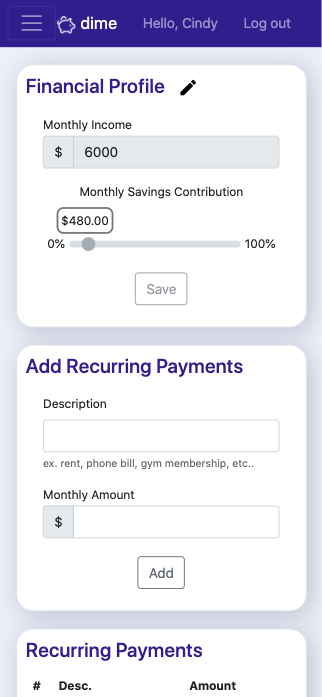 dime Hello, Cindy Log out
Financial Profile
Monthly Income
$ 6000
Monthly Savings Contribution
$480.00
0% 100%
Save
Add Recurring Payments
Description
ex. rent, phone bill, gym membership, etc..
Monthly Amount
$
Add
Recurring Payments
# Desc. Amount